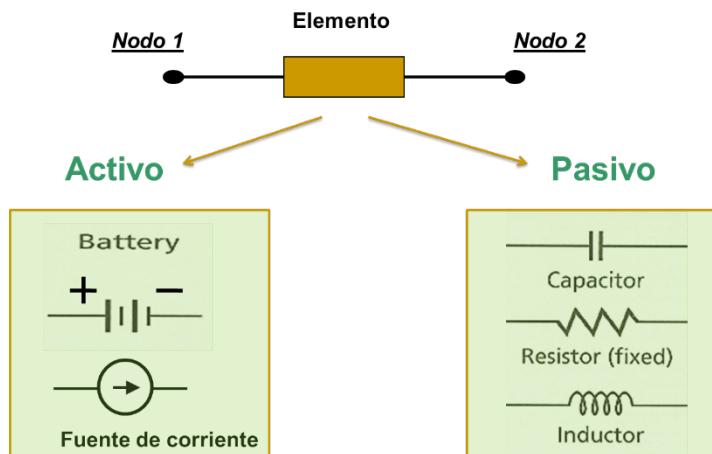 Elemento
Nodo 1
Nodo 2
Activo
Pasivo
Battery
+ −
Fuente de corriente
Capacitor
Resistor (fixed)
Inductor